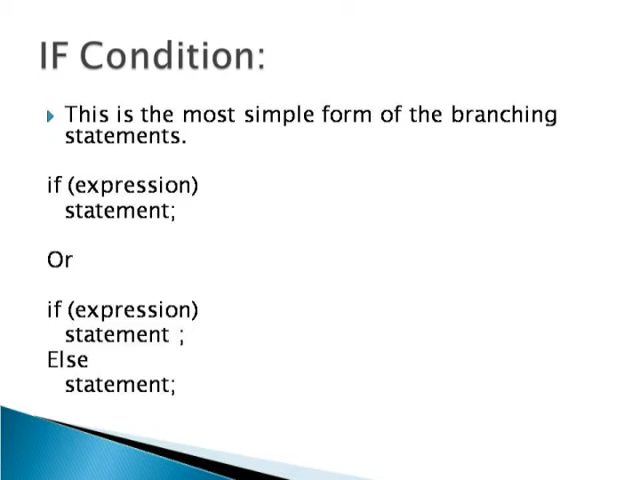 IF Condition:
This is the most simple form of the branching
statements.
if (expression)
statement;
Or
if (expression)
statement ;
Else
statement;